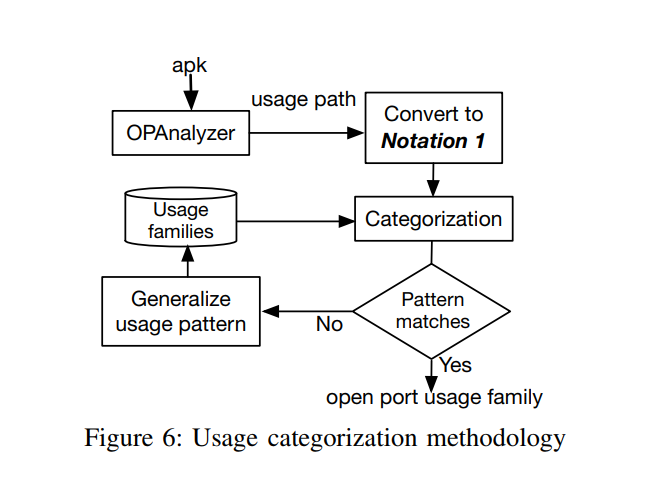 apk
usage path
OPAnalyzer
Convert to
Notation 1
Usage
families
Categorization
Generalize
usage pattern
No
Pattern
matches
Yes
open port usage family
Figure 6: Usage categorization methodology